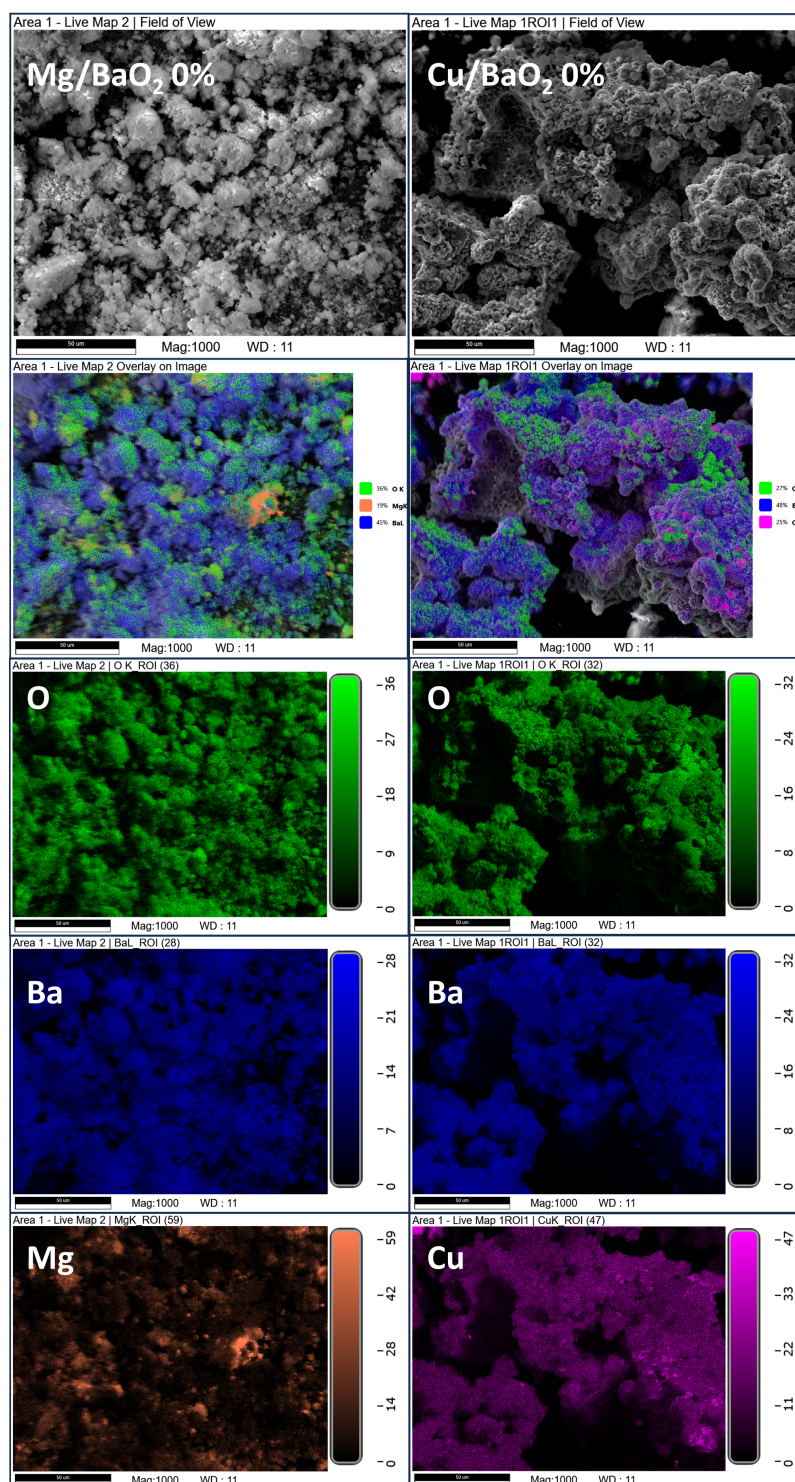 Area 1 - Live Map 2 | Field of View
Mg/BaO₂ 0%
50 um
Mag:1000 WD : 11
Area 1 - Live Map 1ROI1 | Field of View
Cu/BaO₂ 0%
50 um
Mag:1000 WD : 11
Area 1 - Live Map 2 Overlay on Image
36% O K
19% MgK
45% BaL
50 um
Mag:1000 WD : 11
Area 1 - Live Map 1ROI1 Overlay on Image
27%
48%
25%
50 um
Mag:1000 WD : 11
Area 1 - Live Map 2 | O K_ROI (36)
O
36
27
18
9
0
50 um
Mag:1000 WD : 11
Area 1 - Live Map 1ROI1 | O K_ROI (32)
O
32
24
16
8
0
50 um
Mag:1000 WD : 11
Area 1 - Live Map 2 | BaL_ROI (28)
Ba
28
21
14
7
0
50 um
Mag:1000 WD : 11
Area 1 - Live Map 1ROI1 | BaL_ROI (32)
Ba
32
24
16
8
0
50 um
Mag:1000 WD : 11
Area 1 - Live Map 2 | MgK_ROI (59)
Mg
59
42
28
14
0
50 um
Mag:1000 WD : 11
Area 1 - Live Map 1ROI1 | CuK_ROI (47)
Cu
47
33
22
11
0
50 um
Mag:1000 WD : 11